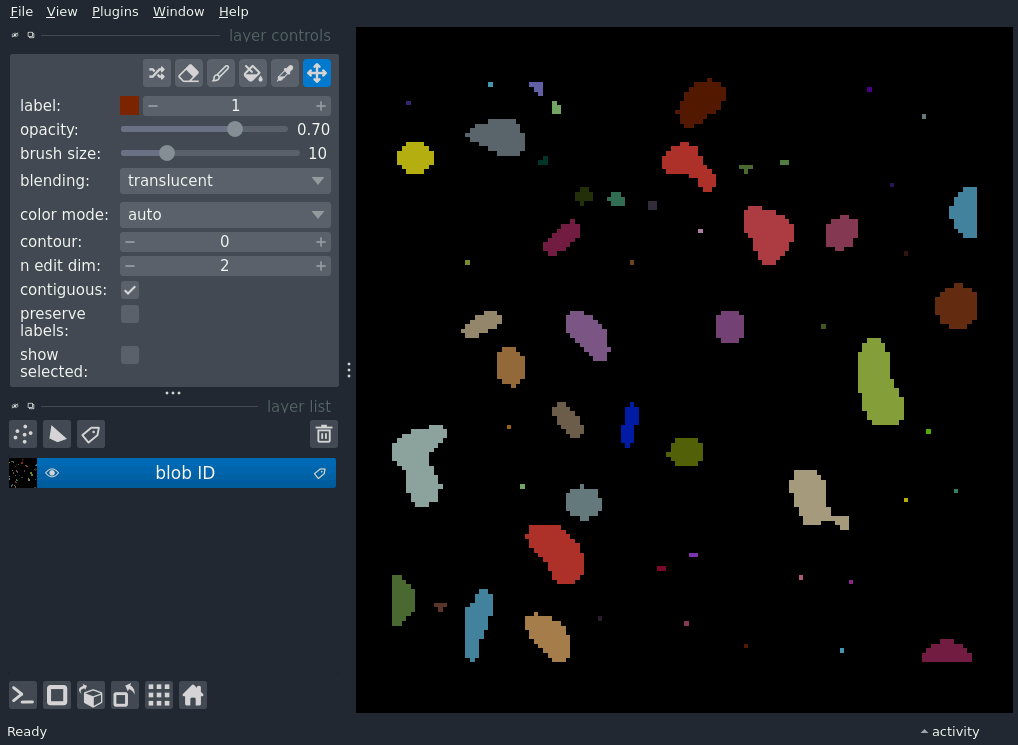 File View Plugins Window Help
layer controls
label: 1
opacity: 0.70
brush size: 10
blending: translucent
color mode: auto
contour: 0
n edit dim: 2
contiguous:
preserve
labels:
show
selected:
layer list
blob ID
Ready
activity